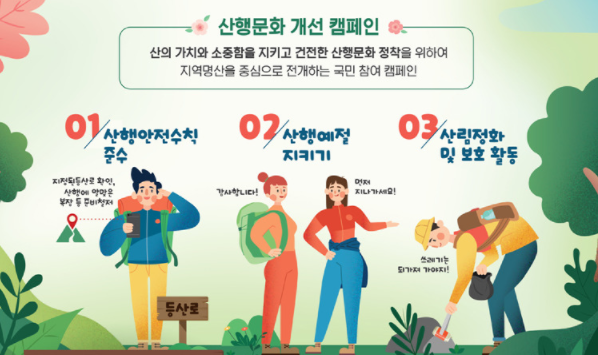 산행문화 개선 캠페인
산의 가치와 소중함을 지키고 건전한 산행문화 정착을 위하여
지역명산을 중심으로 전개하는 국민 참여 캠페인
01 산행안전수칙
준수
지정된등산로 확인,
산행에 알맞은
복장 등 준비철저
02 산행예절
지키기
감사합니다!
먼저
지나가세요!
03 산림정화
및 보호 활동
쓰레기는
되가져 가야지!
등산로